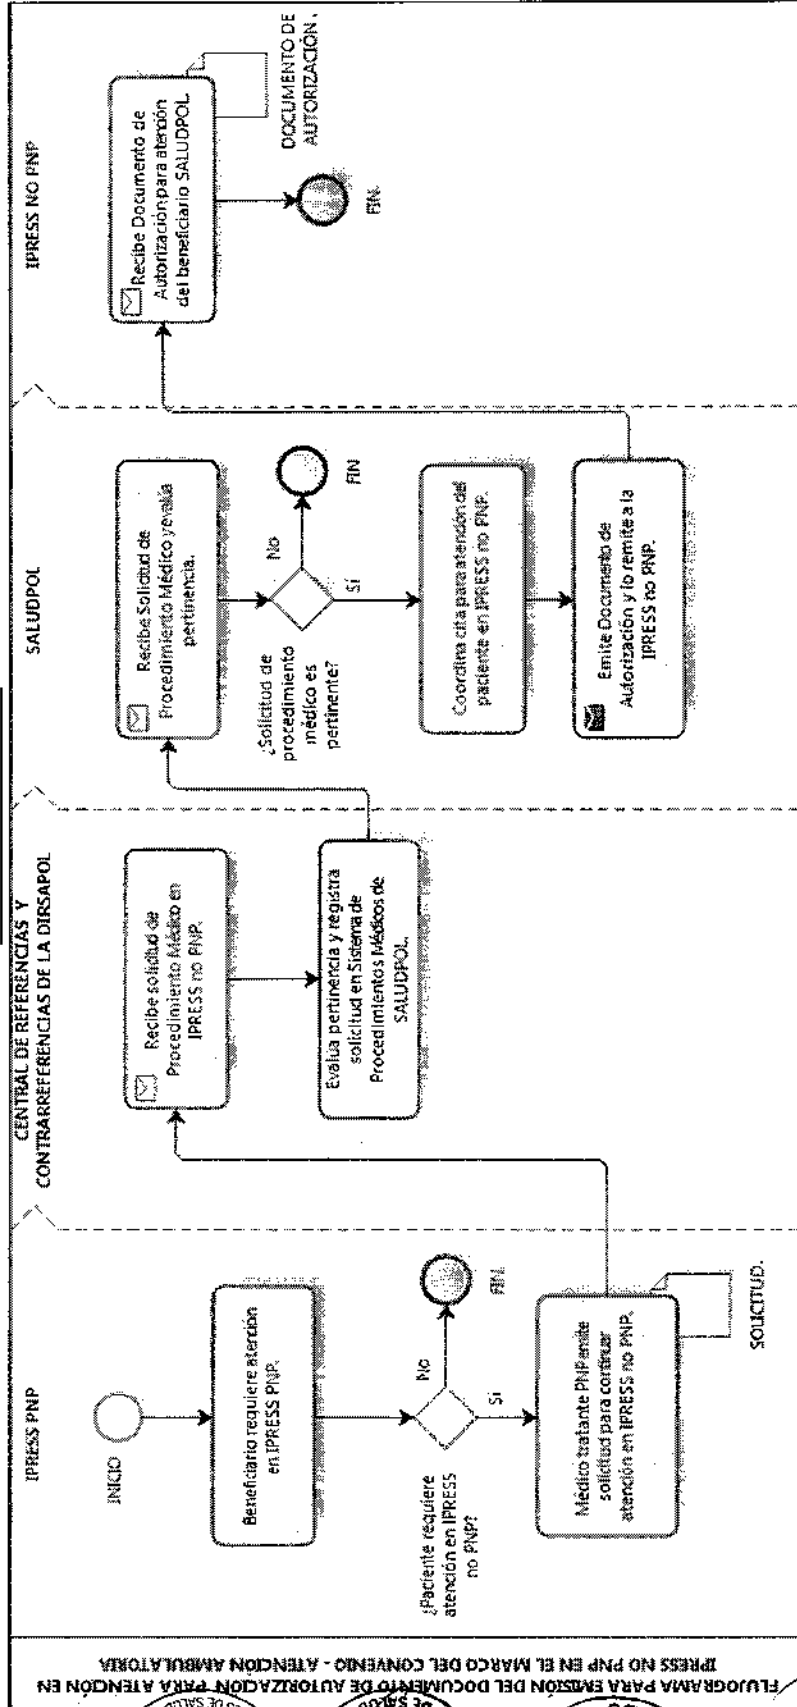 FLUJOGRAMA PARA EMISIÓN DEL DOCUMENTO DE AUTORIZACIÓN PARA ATENCIÓN EN
IPRESS NO PNP EN EL MARCO DEL CONVENIO - ATENCIÓN AMBULATORIA
IPRESS PNP
INICIO
Beneficiario requiere atención
en IPRESS PNP.
¿Paciente requiere
atención en IPRESS
no PNP?
No
FIN.
Sí
Médico tratante PNP emite
solicitud para continuar
atención en IPRESS no PNP.
SOLICITUD.
CENTRAL DE REFERENCIAS Y
CONTRARREFERENCIAS DE LA DIRSAPOL
Recibe solicitud de
Procedimiento Médico en
IPRESS no PNP.
Evalúa pertinencia y registra
solicitud en Sistema de
Procedimientos Médicos de
SALUDPOL.
SALUDPOL
Recibe Solicitud de
Procedimiento Médico y evalúa
pertinencia.
¿Solicitud de
procedimiento
médico es
pertinente?
No
FIN
Sí
Coordina cita para atención del
paciente en IPRESS no PNP.
Emite Documento de
Autorización y lo remite a la
IPRESS no PNP.
IPRESS NO PNP
Recibe Documento de
Autorización para atención
del beneficiario SALUDPOL.
DOCUMENTO DE
AUTORIZACIÓN.
FIN.